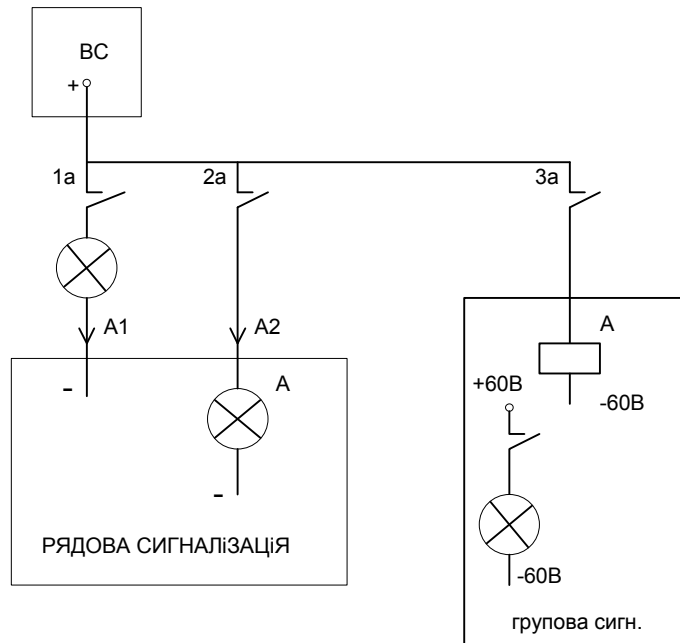 ВС
+
1а 2а 3а
А1 А2 А
- А +60В -60В
-
РЯДОВА СИГНАЛіЗАЦіЯ
-60В
групова сигн.